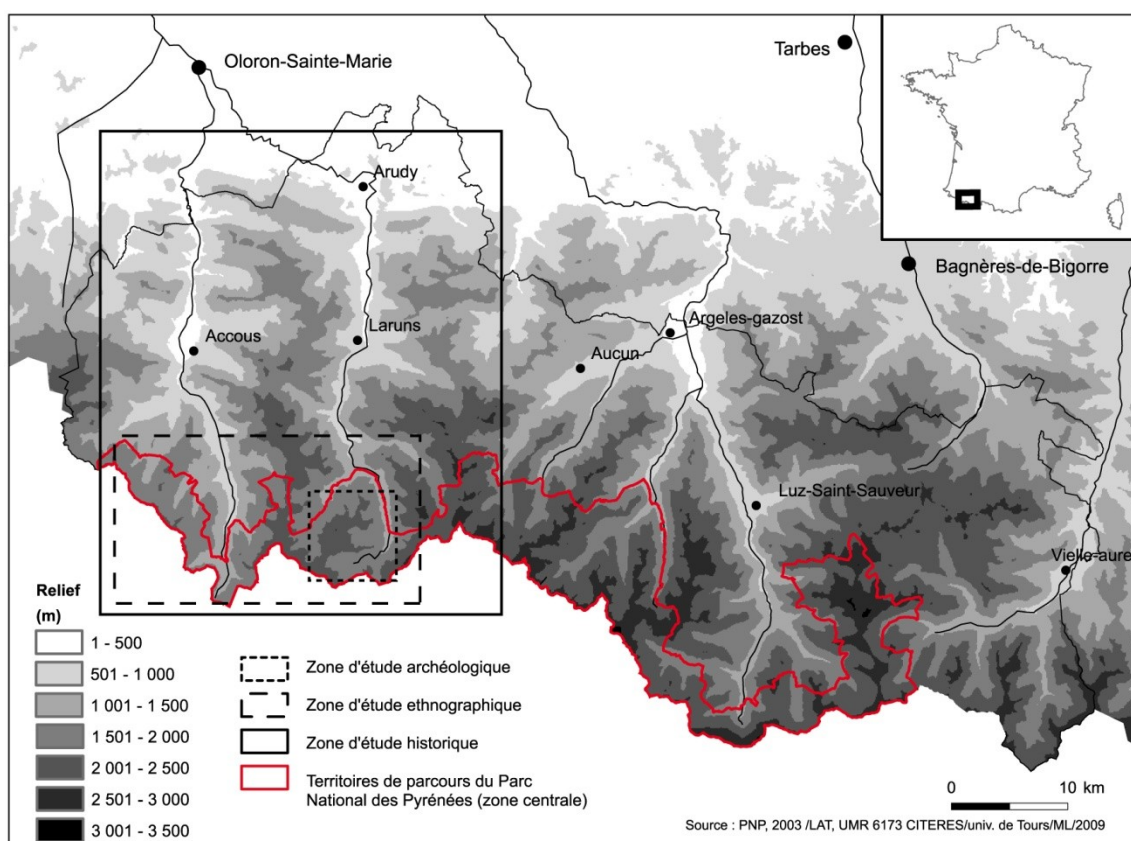 Oloron-Sainte-Marie
Tarbes
Arudy
Bagnères-de-Bigorre
Argeles-gazost
Laruns
Accous
Aucun
Luz-Saint-Sauveur
Vielle-aure
Relief
(m)
1 - 500
501 - 1 000
1 001 - 1 500
1 501 - 2 000
2 001 - 2 500
2 501 - 3 000
3 001 - 3 500
Zone d'étude archéologique
Zone d'étude ethnographique
Zone d'étude historique
Territoires de parcours du Parc
National des Pyrénées (zone centrale)
0 10 km
Source : PNP, 2003 /LAT, UMR 6173 CITERES/univ. de Tours/ML/2009